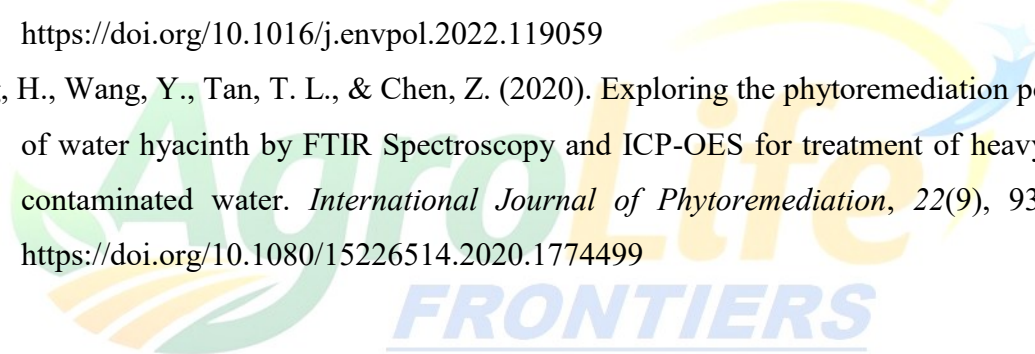 https://doi.org/10.1016/j.envpol.2022.119059
, H., Wang, Y., Tan, T. L., & Chen, Z. (2020). Exploring the phytoremediation
of water hyacinth by FTIR Spectroscopy and ICP-OES for treatment of heavy
contaminated water. International Journal of Phytoremediation, 22(9), 93
https://doi.org/10.1080/15226514.2020.1774499
AgroLife
FRONTIERS